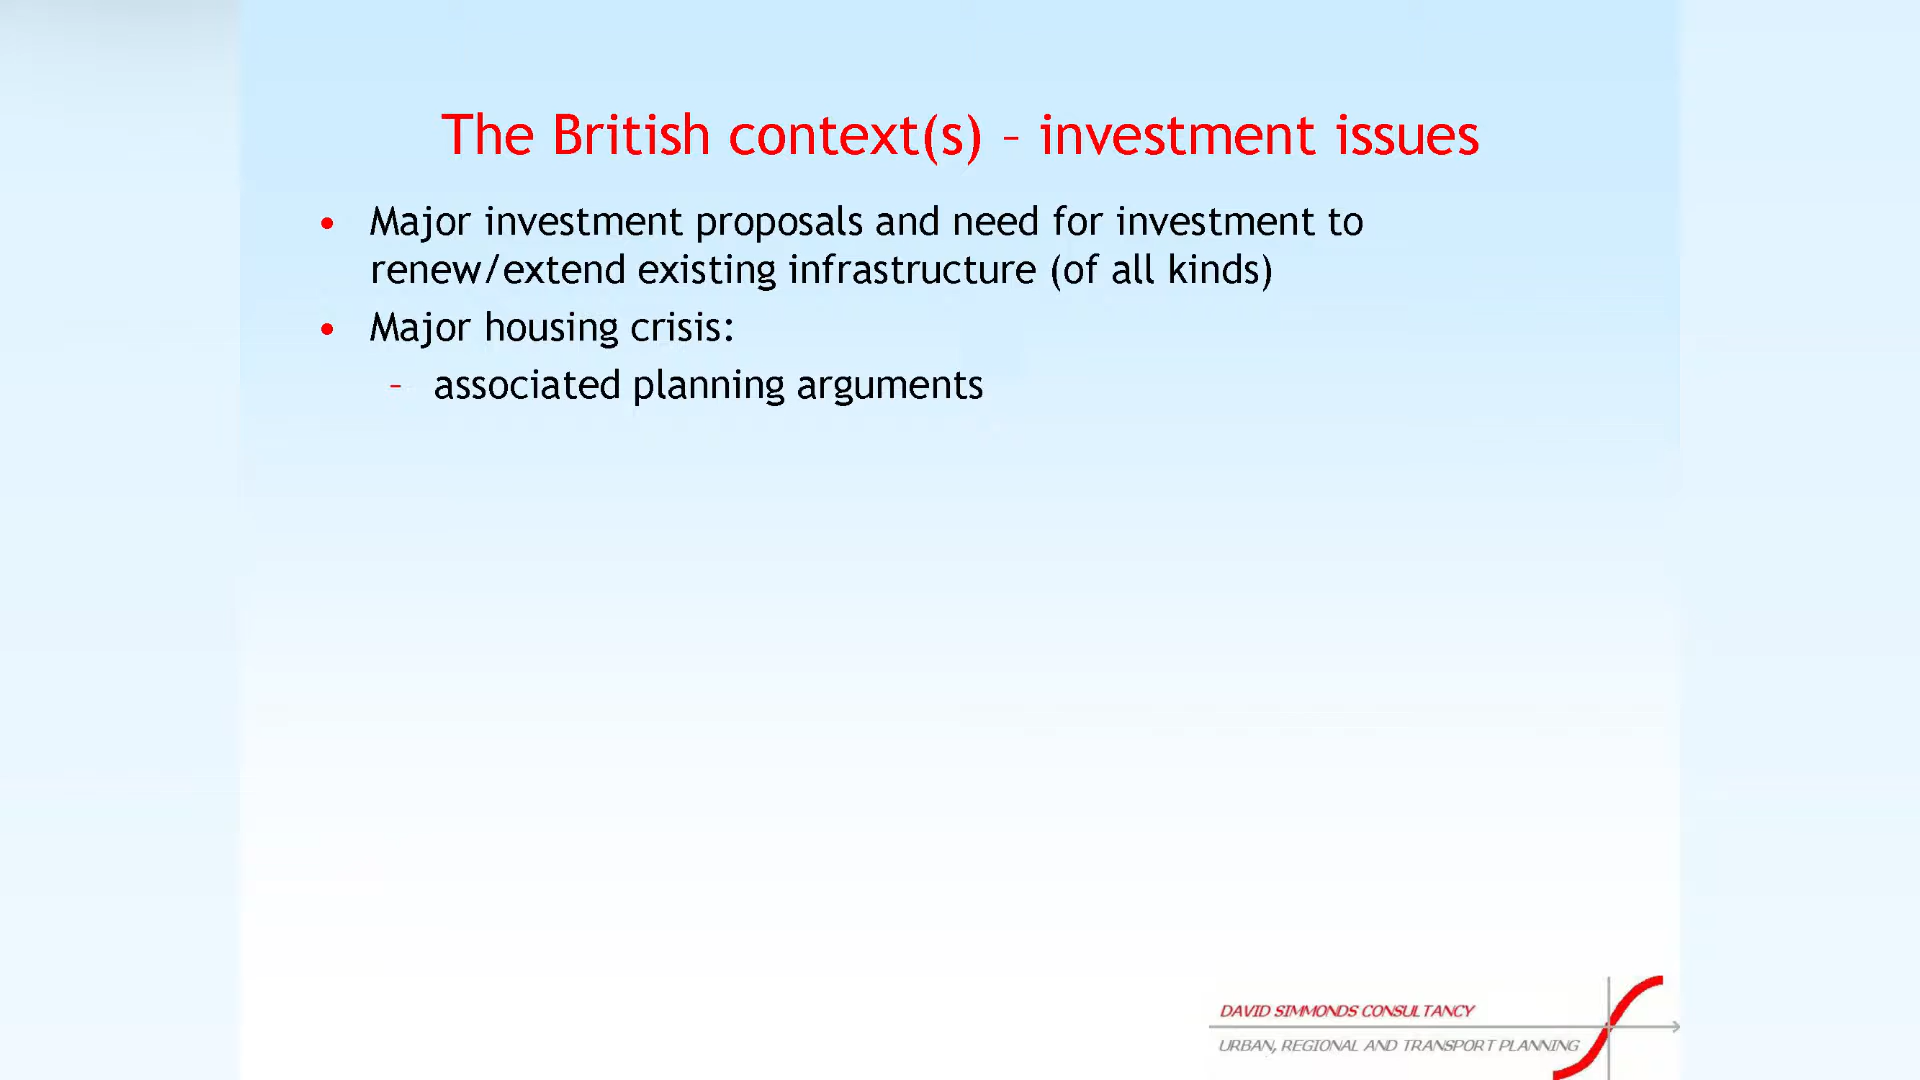 The British context(s) – investment issues
• Major investment proposals and need for investment to
renew/extend existing infrastructure (of all kinds)
• Major housing crisis:
– associated planning arguments
DAVID SIMMONDS CONSULTANCY
URBAN, REGIONAL AND TRANSPORT PLANNING